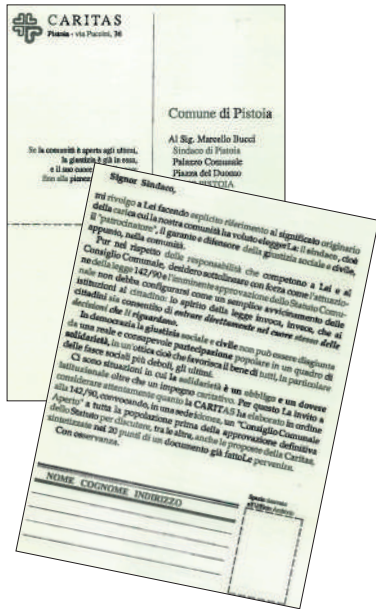 CARITAS
Pistoia - via Puccini, 36
Comune di Pistoia
Al Sig. Marcello Bucci
Sindaco di Pistoia
Palazzo Comunale
Piazza del Duomo
PISTOIA
Se la comunità è aperta agli ultimi,
la giustizia è già in essa,
e il suo cuore
fino alla pienezza
Signor Sindaco,
mi rivolgo a Lei facendo esplicito riferimento al significato originario
della carica cui la nostra comunità ha voluto eleggerLa: il sindaco, cioè
il "patrocinatore", il garante e difensore della giustizia sociale e civile,
appunto, nella comunità.
Pur nel rispetto delle responsabilità che competono a Lei e al
Consiglio Comunale, desidero sottolineare con forza come l'attuazio-
ne della legge 142/90 e l'imminente approvazione dello Statuto Comu-
nale non debba configurarsi come un semplice avvicinamento delle
istituzioni al cittadino: lo spirito della legge invoca, invece, che ai
cittadini sia consentito di entrare direttamente nel cuore stesso delle
decisioni che li riguardano.
In democrazia la giustizia sociale e civile non può essere disgiunta
da una reale e consapevole partecipazione popolare in un quadro di
solidarietà, in un'ottica cioè che favorisca il bene di tutti, in particolare
delle fasce sociali più deboli, gli ultimi.
Ci sono situazioni in cui la solidarietà è un obbligo e un dovere
istituzionale oltre che un impegno caritativo. Per questo La invito a
considerare attentamente quanto la CARITAS ha elaborato in ordine
alla 142/90, convocando, in una sede idonea, un "Consiglio Comunale
Aperto" a tutta la popolazione prima della approvazione definitiva
dello Statuto per discutere, tra le altre, anche le proposte della Caritas,
sintetizzate nei 25 punti di un documento già fattoLe pervenire.
Con osservanza.
NOME COGNOME INDIRIZZO